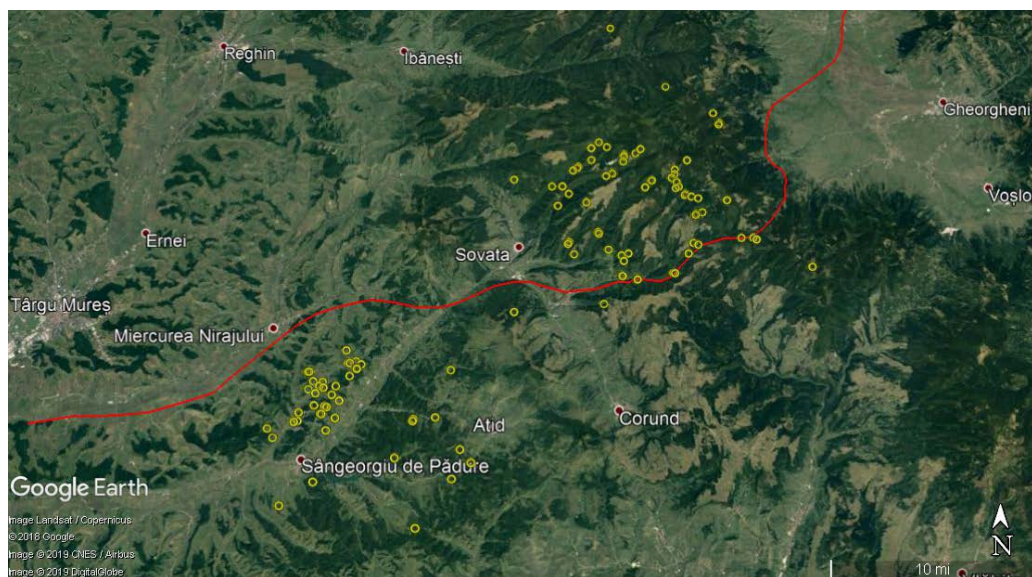 Reghin
Ibănești
Gheorgheni
Voșlo
Ernei
Sovata
Târgu Mureș
Miercurea Nirajului
Corund
Atid
Sângeorgiu de Pădure
Google Earth
Image Landsat / Copernicus
© 2018 Google
Image © 2019 CNES / Airbus
Image © 2019 DigitalGlobe
N
10 mi